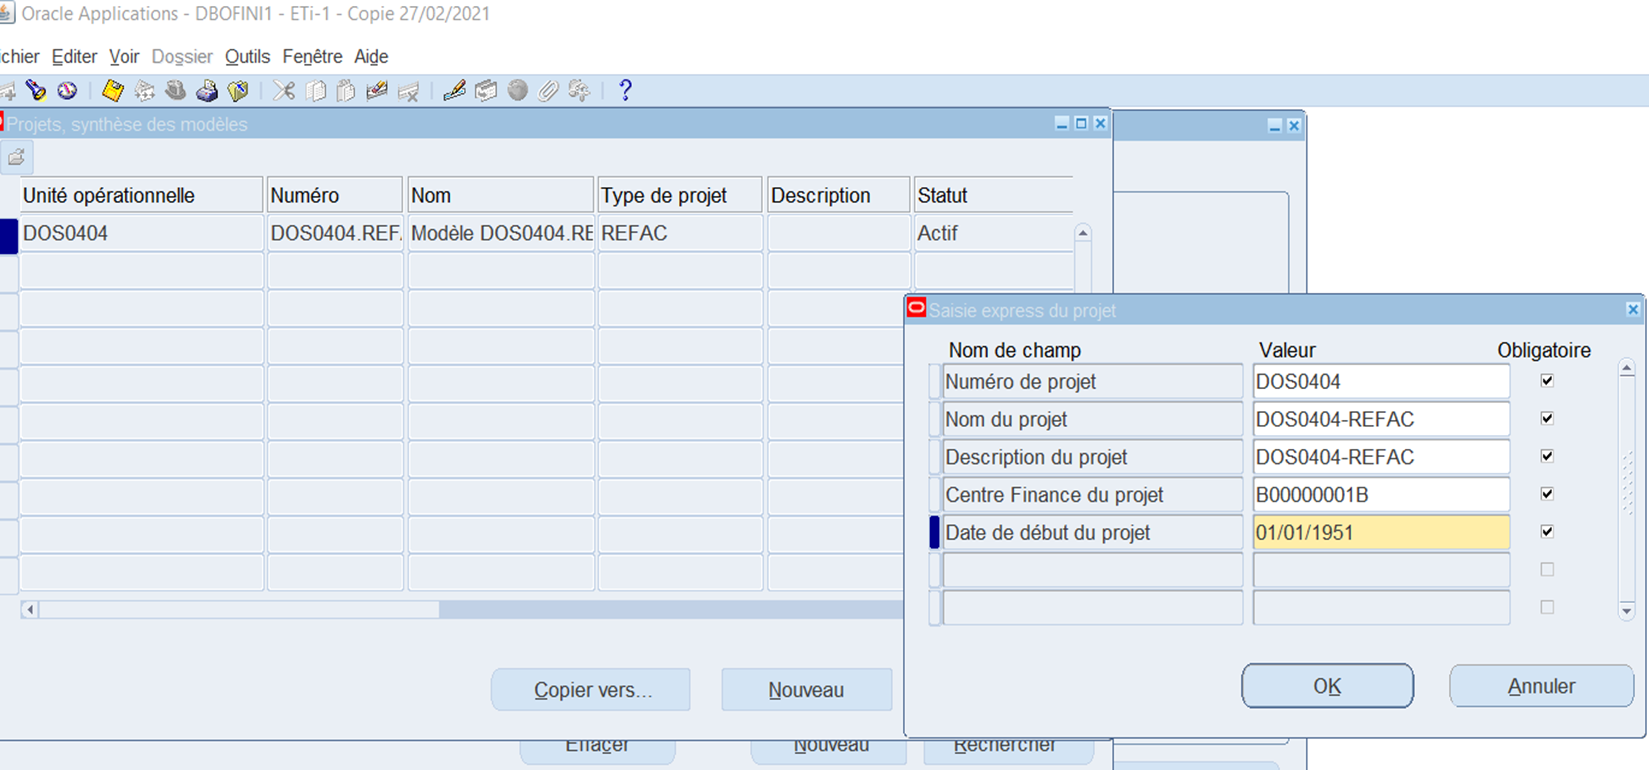 Oracle Applications - DBOFINI1 - ETi-1 - Copie 27/02/2021
ichier Editer Voir Dossier Outils Fenêtre Aide
Projets, synthèse des modèles
Unité opérationnelle Numéro Nom Type de projet Description Statut
DOS0404 DOS0404.REF. Modèle DOS0404.RE REFAC Actif
Saisie express du projet
Nom de champ Valeur Obligatoire
Numéro de projet DOS0404
Nom du projet DOS0404-REFAC
Description du projet DOS0404-REFAC
Centre Finance du projet B00000001B
Date de début du projet 01/01/1951
Copier vers... Nouveau
OK Annuler
Effacer Nouveau Rechercher